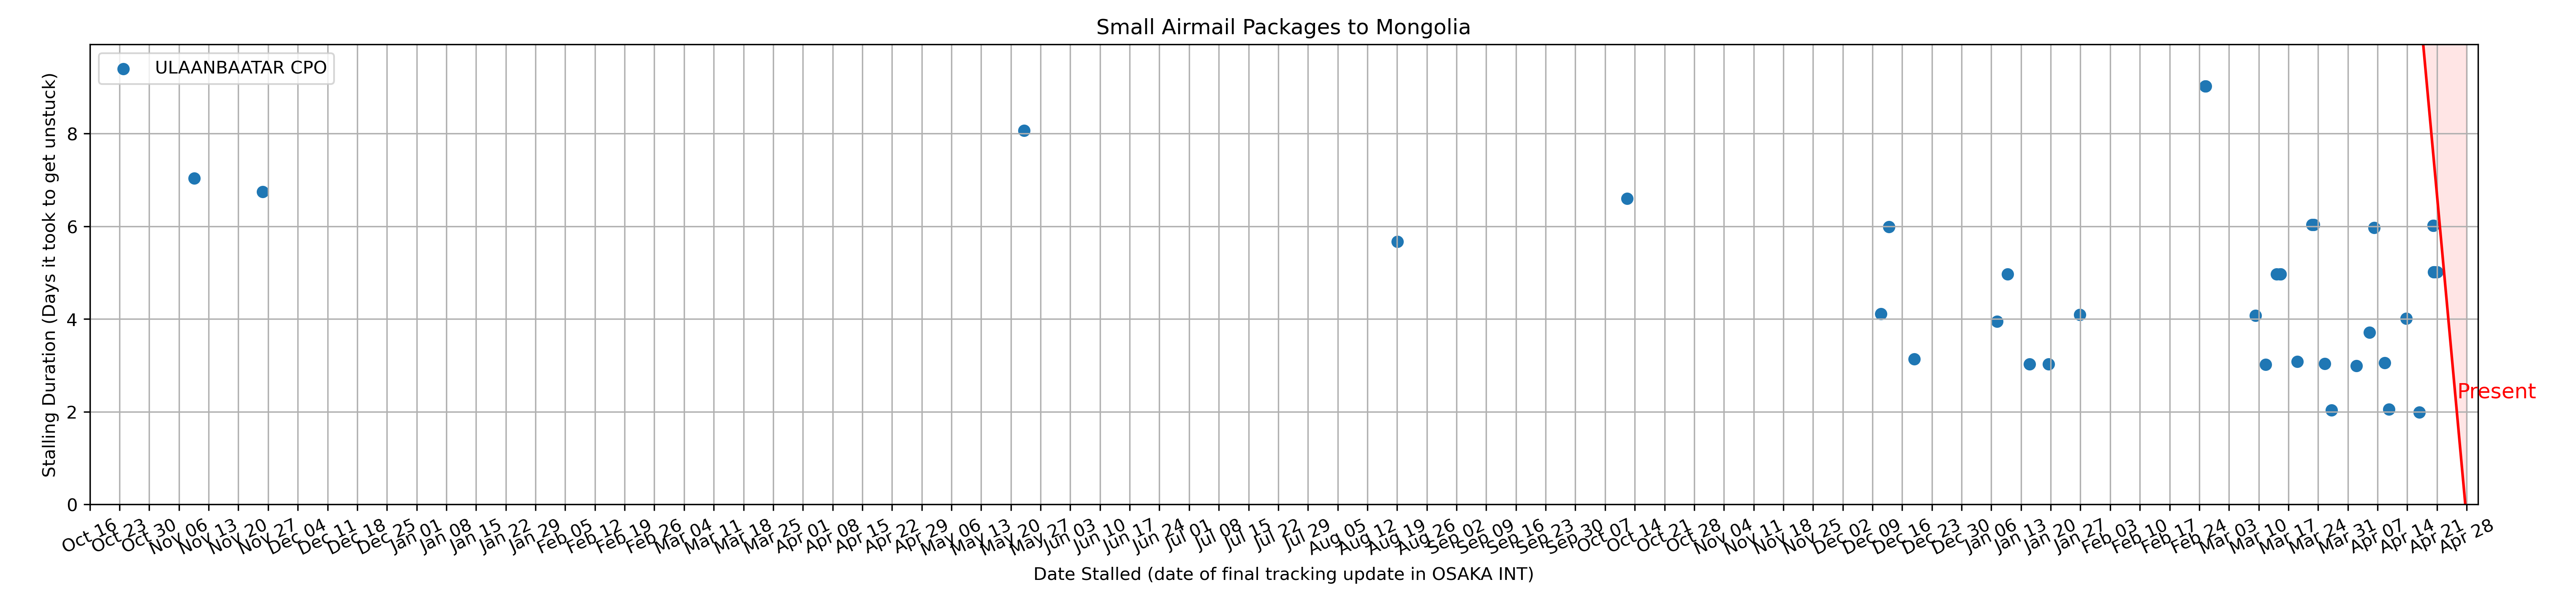 Small Airmail Packages to Mongolia
ULAANBAATAR CPO
Stalling Duration (Days it took to get unstuck)
8
6
4
2
0
Present
Oct 16
Oct 23
Oct 30
Nov 06
Nov 13
Nov 20
Nov 27
Dec 04
Dec 11
Dec 18
Dec 25
Jan 01
Jan 08
Jan 15
Jan 22
Jan 29
Feb 05
Feb 12
Feb 19
Feb 26
Mar 04
Mar 11
Mar 18
Mar 25
Apr 01
Apr 08
Apr 15
Apr 22
Apr 29
May 06
May 13
May 20
May 27
Jun 03
Jun 10
Jun 17
Jun 24
Jul 01
Jul 08
Jul 15
Jul 22
Jul 29
Aug 05
Aug 12
Aug 19
Aug 26
Sep 02
Sep 09
Sep 16
Sep 23
Sep 30
Oct 07
Oct 14
Oct 21
Oct 28
Nov 04
Nov 11
Nov 18
Nov 25
Dec 02
Dec 09
Dec 16
Dec 23
Dec 30
Jan 06
Jan 13
Jan 20
Jan 27
Feb 03
Feb 10
Feb 17
Feb 24
Mar 03
Mar 10
Mar 17
Mar 24
Mar 31
Apr 07
Apr 14
Apr 21
Apr 28
Date Stalled (date of final tracking update in OSAKA INT)